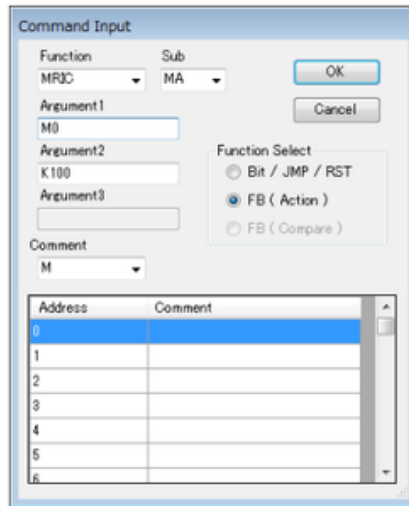 Command Input
Function Sub
MRIC MA OK
Argument1 Cancel
M0
Argument2 Function Select
K100 Bit / JMP / RST
Argument3 FB ( Action )
FB ( Compare )
Comment
M
Address Comment
0
1
2
3
4
5
6